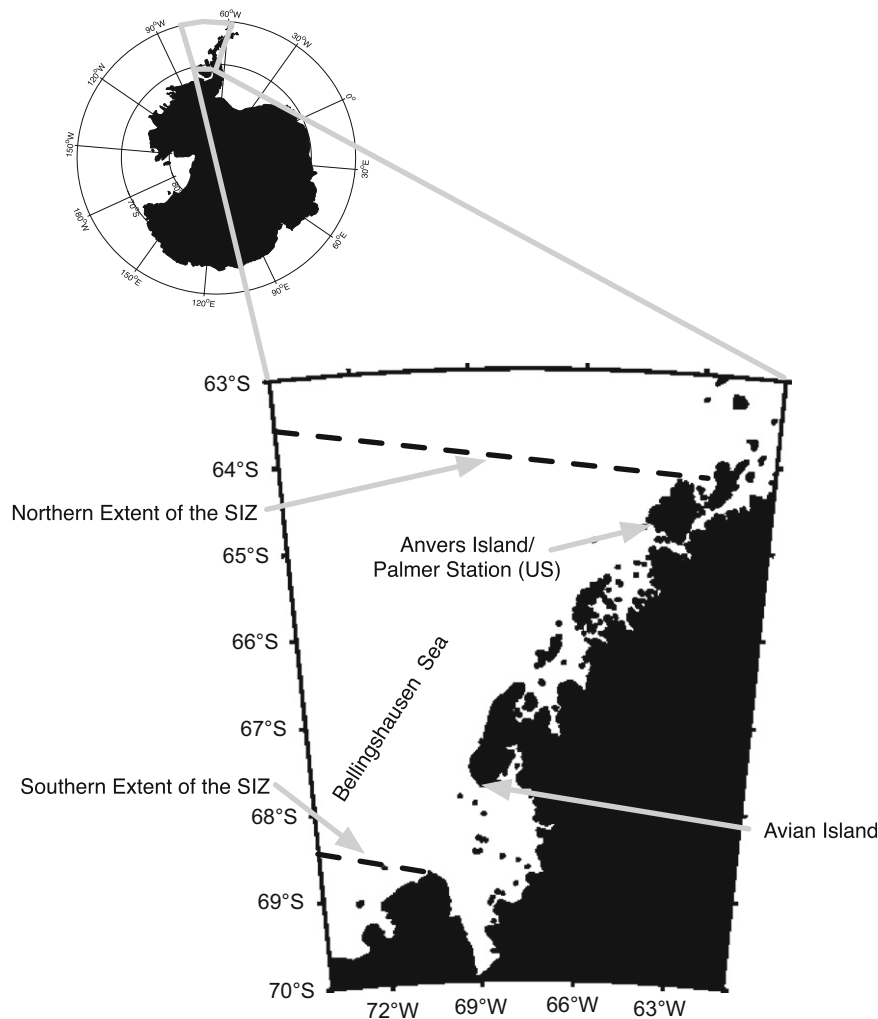 60°W
90°W
30°W
120°W
0°
150°W
30°E
80°
70°S
180°W
60°E
150°E
90°E
120°E
63°S
64°S
Northern Extent of the SIZ
Anvers Island/
Palmer Station (US)
65°S
66°S
Bellingshausen Sea
67°S
Southern Extent of the SIZ
68°S
Avian Island
69°S
70°S
72°W 69°W 66°W 63°W